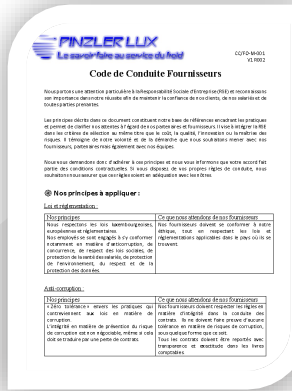 PINZLER LUX
Le savoir faire au service du froid
CC/FO-M-001
V1 R002
Code de Conduite Fournisseurs
Nous portons une attention particulière à la Responsabilité Sociale d'Entreprise (RSE) et reconnaissons
son importance dans notre réussite afin de maintenir la confiance de nos clients, de nos salariés et de
toutes parties prenantes.
Les principes décrits dans ce document constituent notre base de références encadrant les pratiques
et permet de clarifier nos attentes à l'égard de nos partenaires et fournisseurs. Il vise à intégrer la RSE
dans les critères de sélection au même titre que le coût, la qualité, l'innovation ou la maîtrise des
risques. Il témoigne de notre volonté et de la démarche que nous souhaitons mener avec nos
fournisseurs, partenaires mais également avec nos équipes.
Nous vous demandons donc d'adhérer à ces principes et nous vous informons que votre accord fait
partie des conditions contractuelles. Si vous disposez de vos propres règles de conduite, nous
souhaitons nous assurer que ces règles soient en adéquation avec les nôtres.
Nos principes à appliquer :
Loi et réglementation :
Nos principes
Ce que nous attendons de nos fournisseurs
Nous respectons les lois luxembourgeoises,
européennes et réglementaires.
Nos employés se sont engagés à s'y conformer
notamment en matière d'anticorruption, de
concurrence, de respect des lois sociales, de
protection de la santé des salariés, de protection
de l'environnement, du respect et de la
protection des données.
Nos fournisseurs doivent se conformer à notre
éthique, tout en respectant les lois et
réglementations applicables dans le pays où ils se
trouvent.
Anti-corruption :
Nos principes
Ce que nous attendons de nos fournisseurs
« Zéro tolérance » envers les pratiques qui
contreviennent aux lois en matière de
corruption.
L'intégrité en matière de prévention du risque
de corruption est non négociable, même si cela
doit se traduire par une perte de contrats.
Nos fournisseurs doivent respecter les règles en
matière d'intégrité dans la conduite des
contrats. Ils ne doivent faire preuve d'aucune
tolérance en matière de risques de corruption,
sous quelque forme que ce soit.
Tous les contrats doivent être reportés avec
transparence et exactitude dans les livres
comptables.